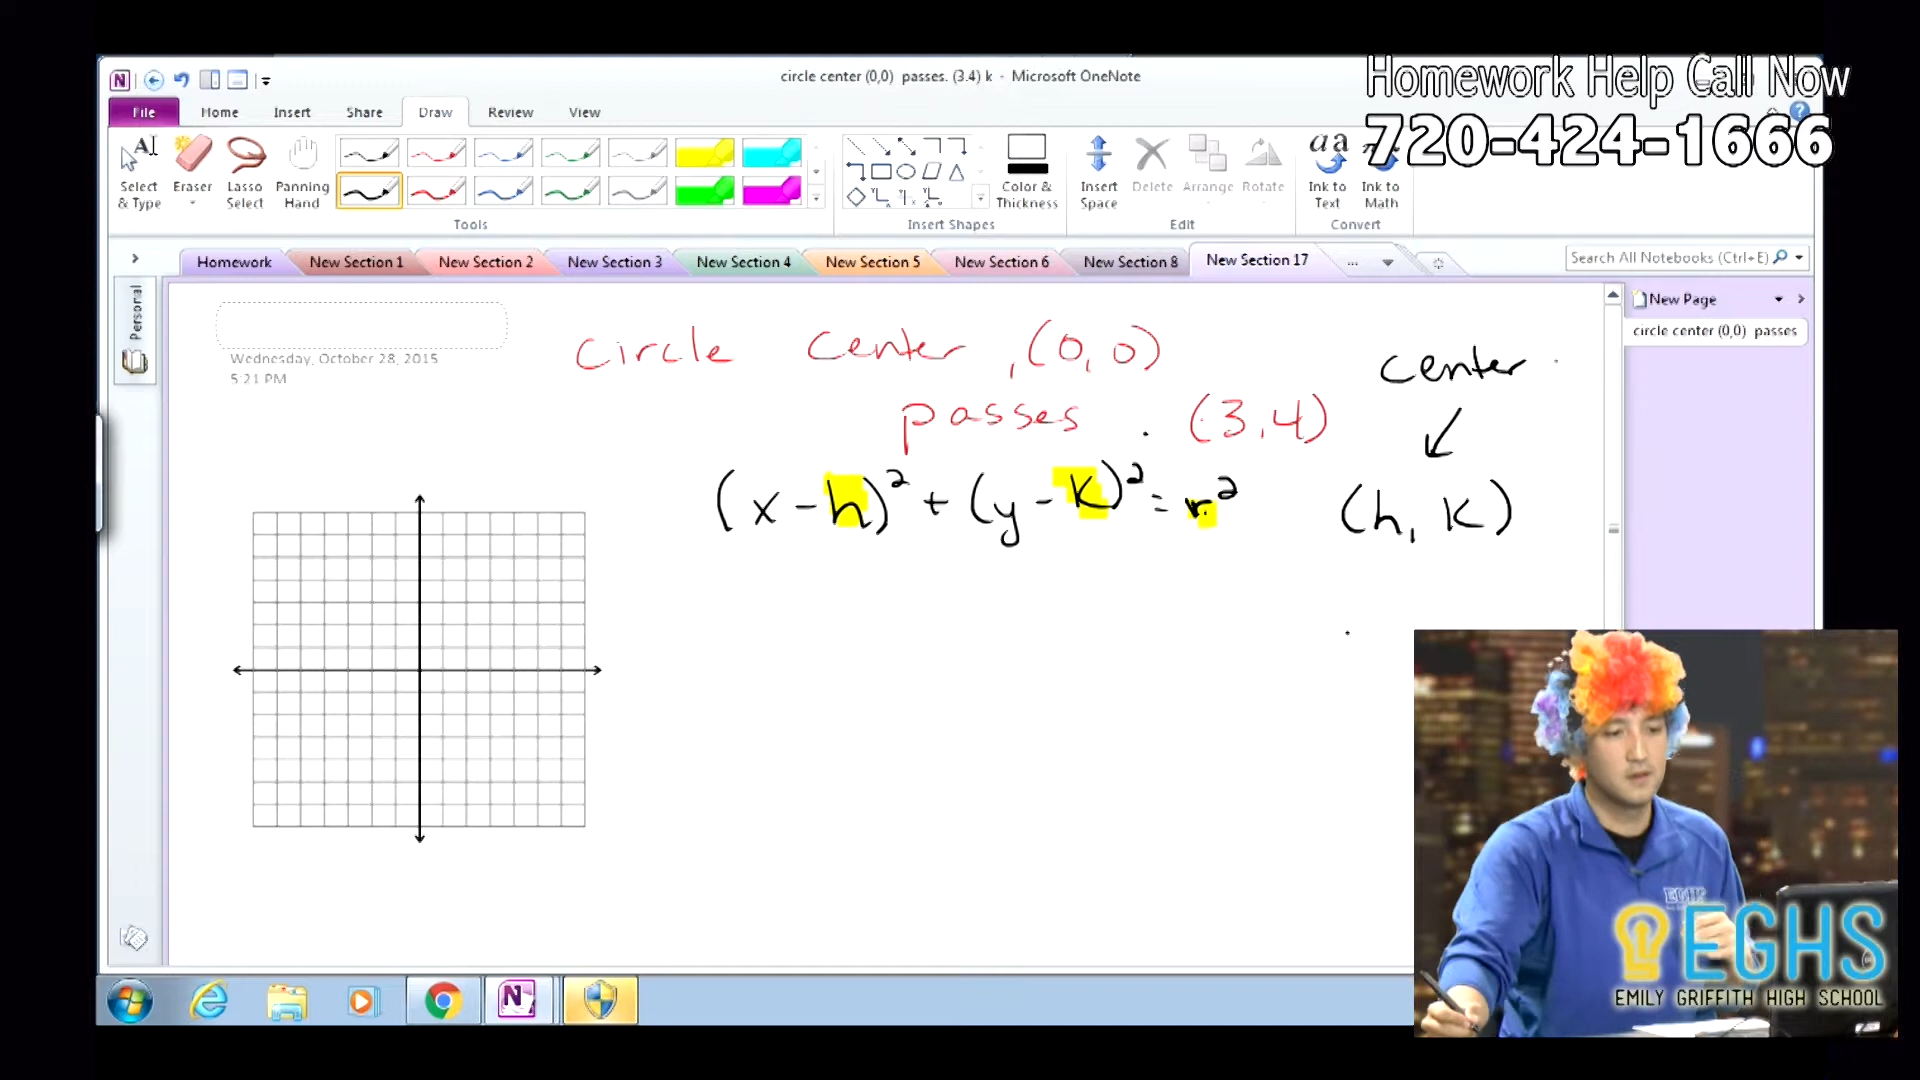 circle center (0,0) passes. (3.4) k - Microsoft OneNote
Homework Help Call Now
720-424-1666
File Home Insert Share Draw Review View
Select & Type
Eraser
Lasso Select
Panning Hand
Color & Thickness
Insert Space
Delete
Arrange
Rotate
Ink to Text
Ink to Math
Tools
Insert Shapes
Edit
Convert
Homework New Section 1 New Section 2 New Section 3 New Section 4 New Section 5 New Section 6 New Section 8 New Section 17 ...
Search All Notebooks (Ctrl+E)
Personal
New Page
circle center (0,0) passes
Wednesday, October 28, 2015
5:21 PM
circle center , (0,0)
passes . (3,4)
center
(x - h)² + (y - k)² = r²
(h, k)
EGHS
EGHS
EMILY GRIFFITH HIGH SCHOOL